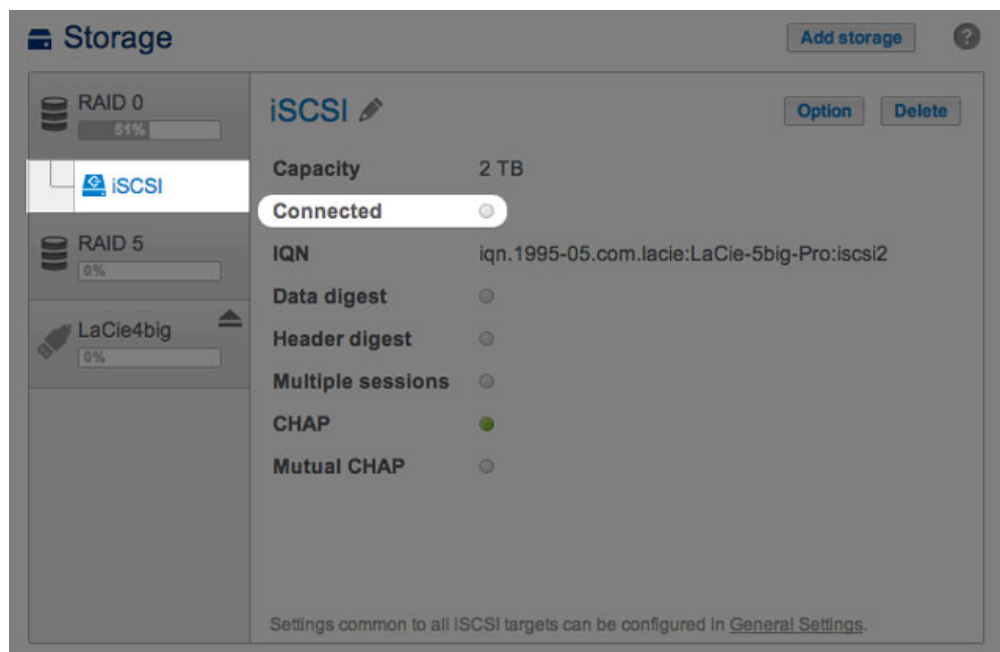 Storage
Add storage
?
RAID 0
51%
iSCSI
RAID 5
0%
LaCie4big
0%
iSCSI
Option
Delete
Capacity 2 TB
Connected
IQN iqn.1995-05.com.lacie:LaCie-5big-Pro:iscsi2
Data digest
Header digest
Multiple sessions
CHAP
Mutual CHAP
Settings common to all iSCSI targets can be configured in General Settings.